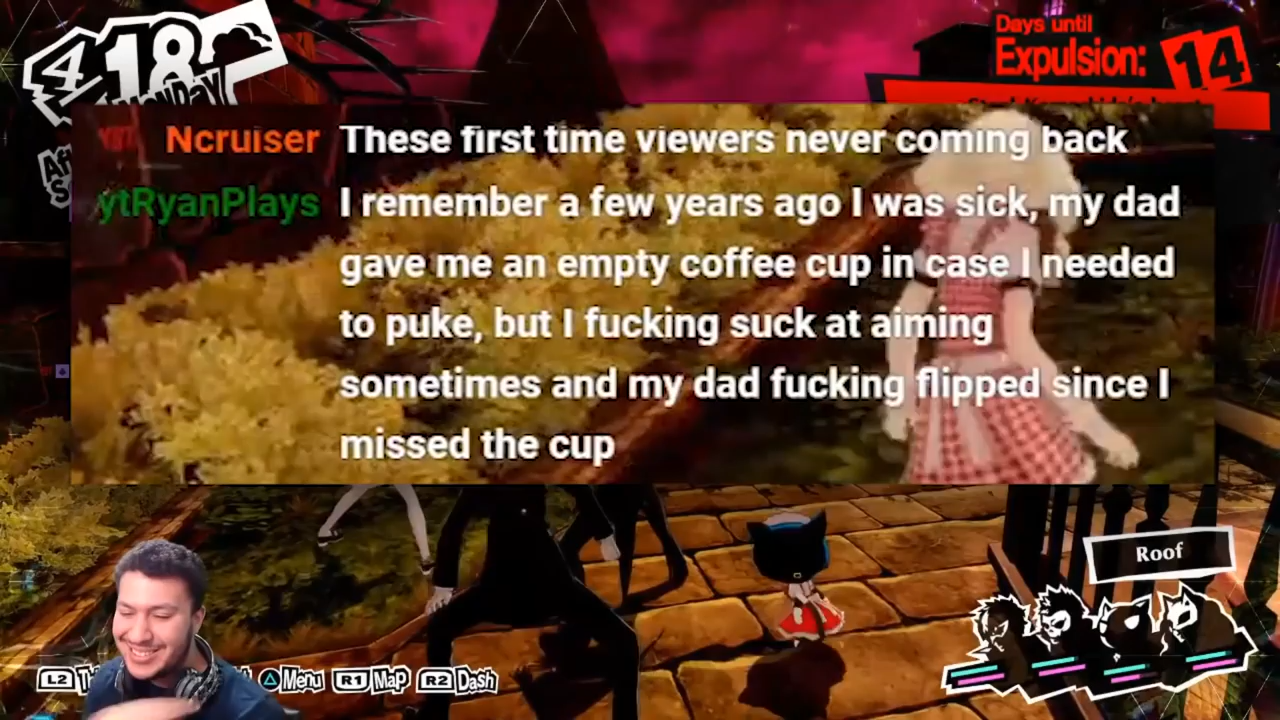 4/18
Monday
Days until
Expulsion: 14
Ncruiser These first time viewers never coming back
ytRyanPlays I remember a few years ago I was sick, my dad
gave me an empty coffee cup in case I needed
to puke, but I fucking suck at aiming
sometimes and my dad fucking flipped since I
missed the cup
Roof
L2 Menu R1 Map R2 Dash